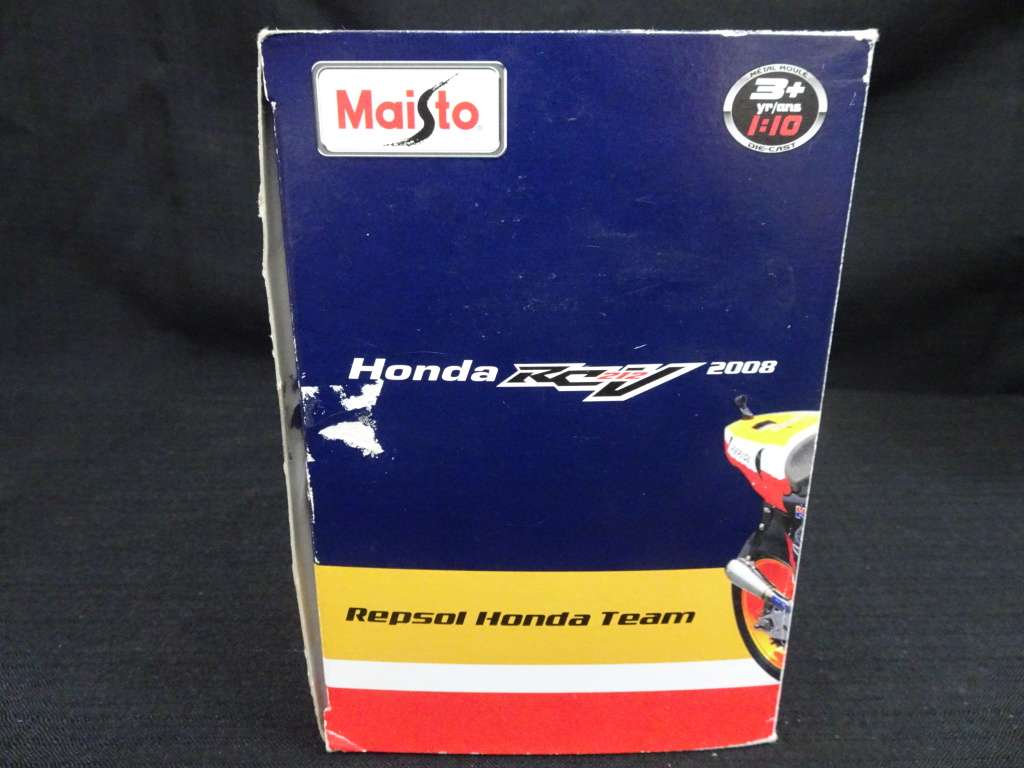 Maisto
METAL MOULE
3+
yr/ans
1:10
DIE-CAST
Honda RC212V 2008
Repsol Honda Team